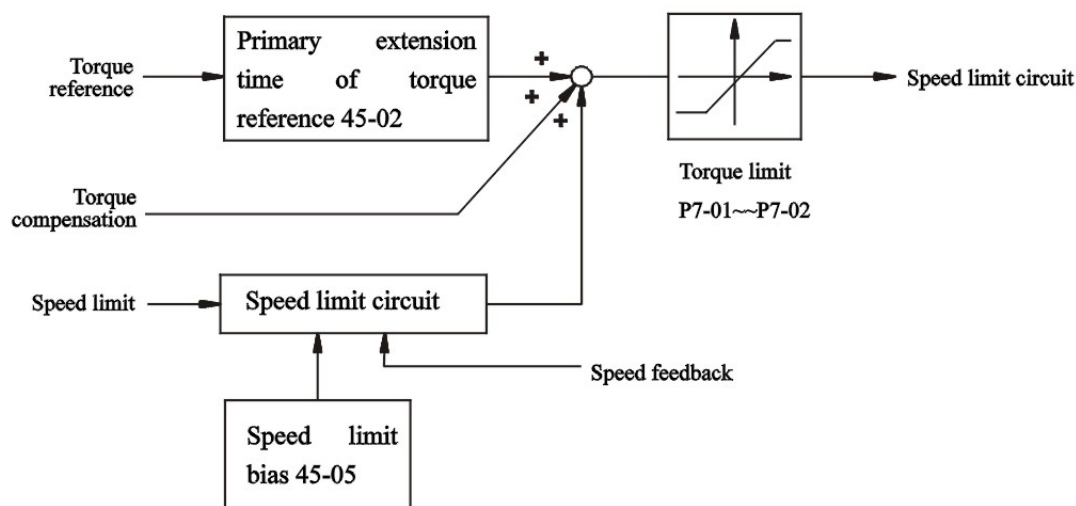 Torque
reference
Primary extension
time of torque
reference 45-02
+
+
+
Speed limit circuit
Torque limit
P7-01~~P7-02
Torque
compensation
Speed limit
Speed limit circuit
Speed feedback
Speed limit
bias 45-05